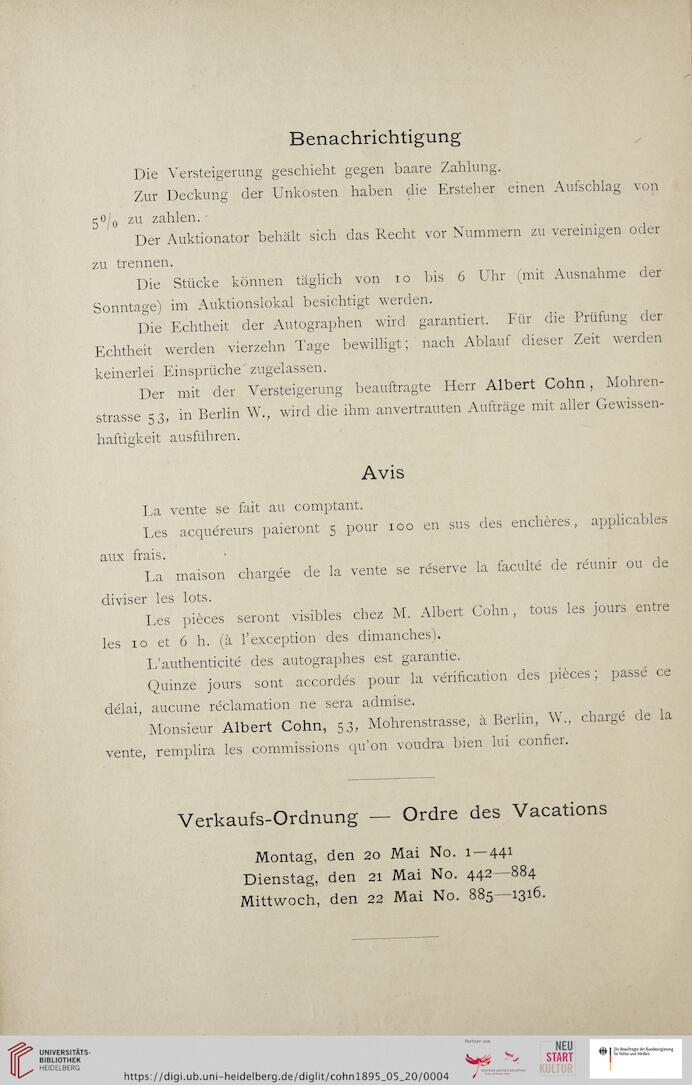 Benachrichtigung
Die Versteigerung geschieht gegen baare Zahlung.
Zur Deckung der Unkosten haben die Ersteher einen Aufschlag von
5% zu zahlen.
Der Auktionator behält sich das Recht vor Nummern zu vereinigen oder
zu trennen.
Die Stücke können täglich von 10 bis 6 Uhr (mit Ausnahme der
Sonntage) im Auktionslokal besichtigt werden.
Die Echtheit der Autographen wird garantiert. Für die Prüfung der
Echtheit werden vierzehn Tage bewilligt; nach Ablauf dieser Zeit werden
keinerlei Einsprüche zugelassen.
Der mit der Versteigerung beauftragte Herr Albert Cohn, Mohren-
strasse 53, in Berlin W., wird die ihm anvertrauten Aufträge mit aller Gewissen-
haftigkeit ausführen.
Avis
La vente se fait au comptant.
Les acquéreurs paieront 5 pour 100 en sus des enchères, applicables
aux frais.
La maison chargée de la vente se réserve la faculté de réunir ou de
diviser les lots.
Les pièces seront visibles chez M. Albert Cohn, tous les jours entre
les 10 et 6 h. (à l'exception des dimanches).
L'authenticité des autographes est garantie.
Quinze jours sont accordés pour la vérification des pièces; passé ce
délai, aucune réclamation ne sera admise.
Monsieur Albert Cohn, 53, Mohrenstrasse, à Berlin, W., chargé de la
vente, remplira les commissions qu'on voudra bien lui confier.
Verkaufs-Ordnung — Ordre des Vacations
Montag, den 20 Mai No. 1—441
Dienstag, den 21 Mai No. 442—884
Mittwoch, den 22 Mai No. 885—1316.
UNIVERSITÄTS-
BIBLIOTHEK
HEIDELBERG
https://digi.ub.uni-heidelberg.de/diglit/cohn1895_05_20/0004
Partner von
NEU
START
KULTUR
Die Beauftragte der Bundesregierung
für Kultur und Medien